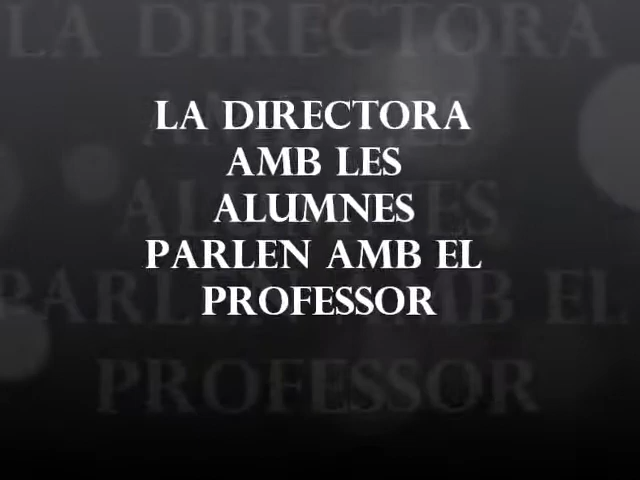 LA DIRECTORA
AMB LES
ALUMNES
PARLEN AMB EL
PROFESSOR